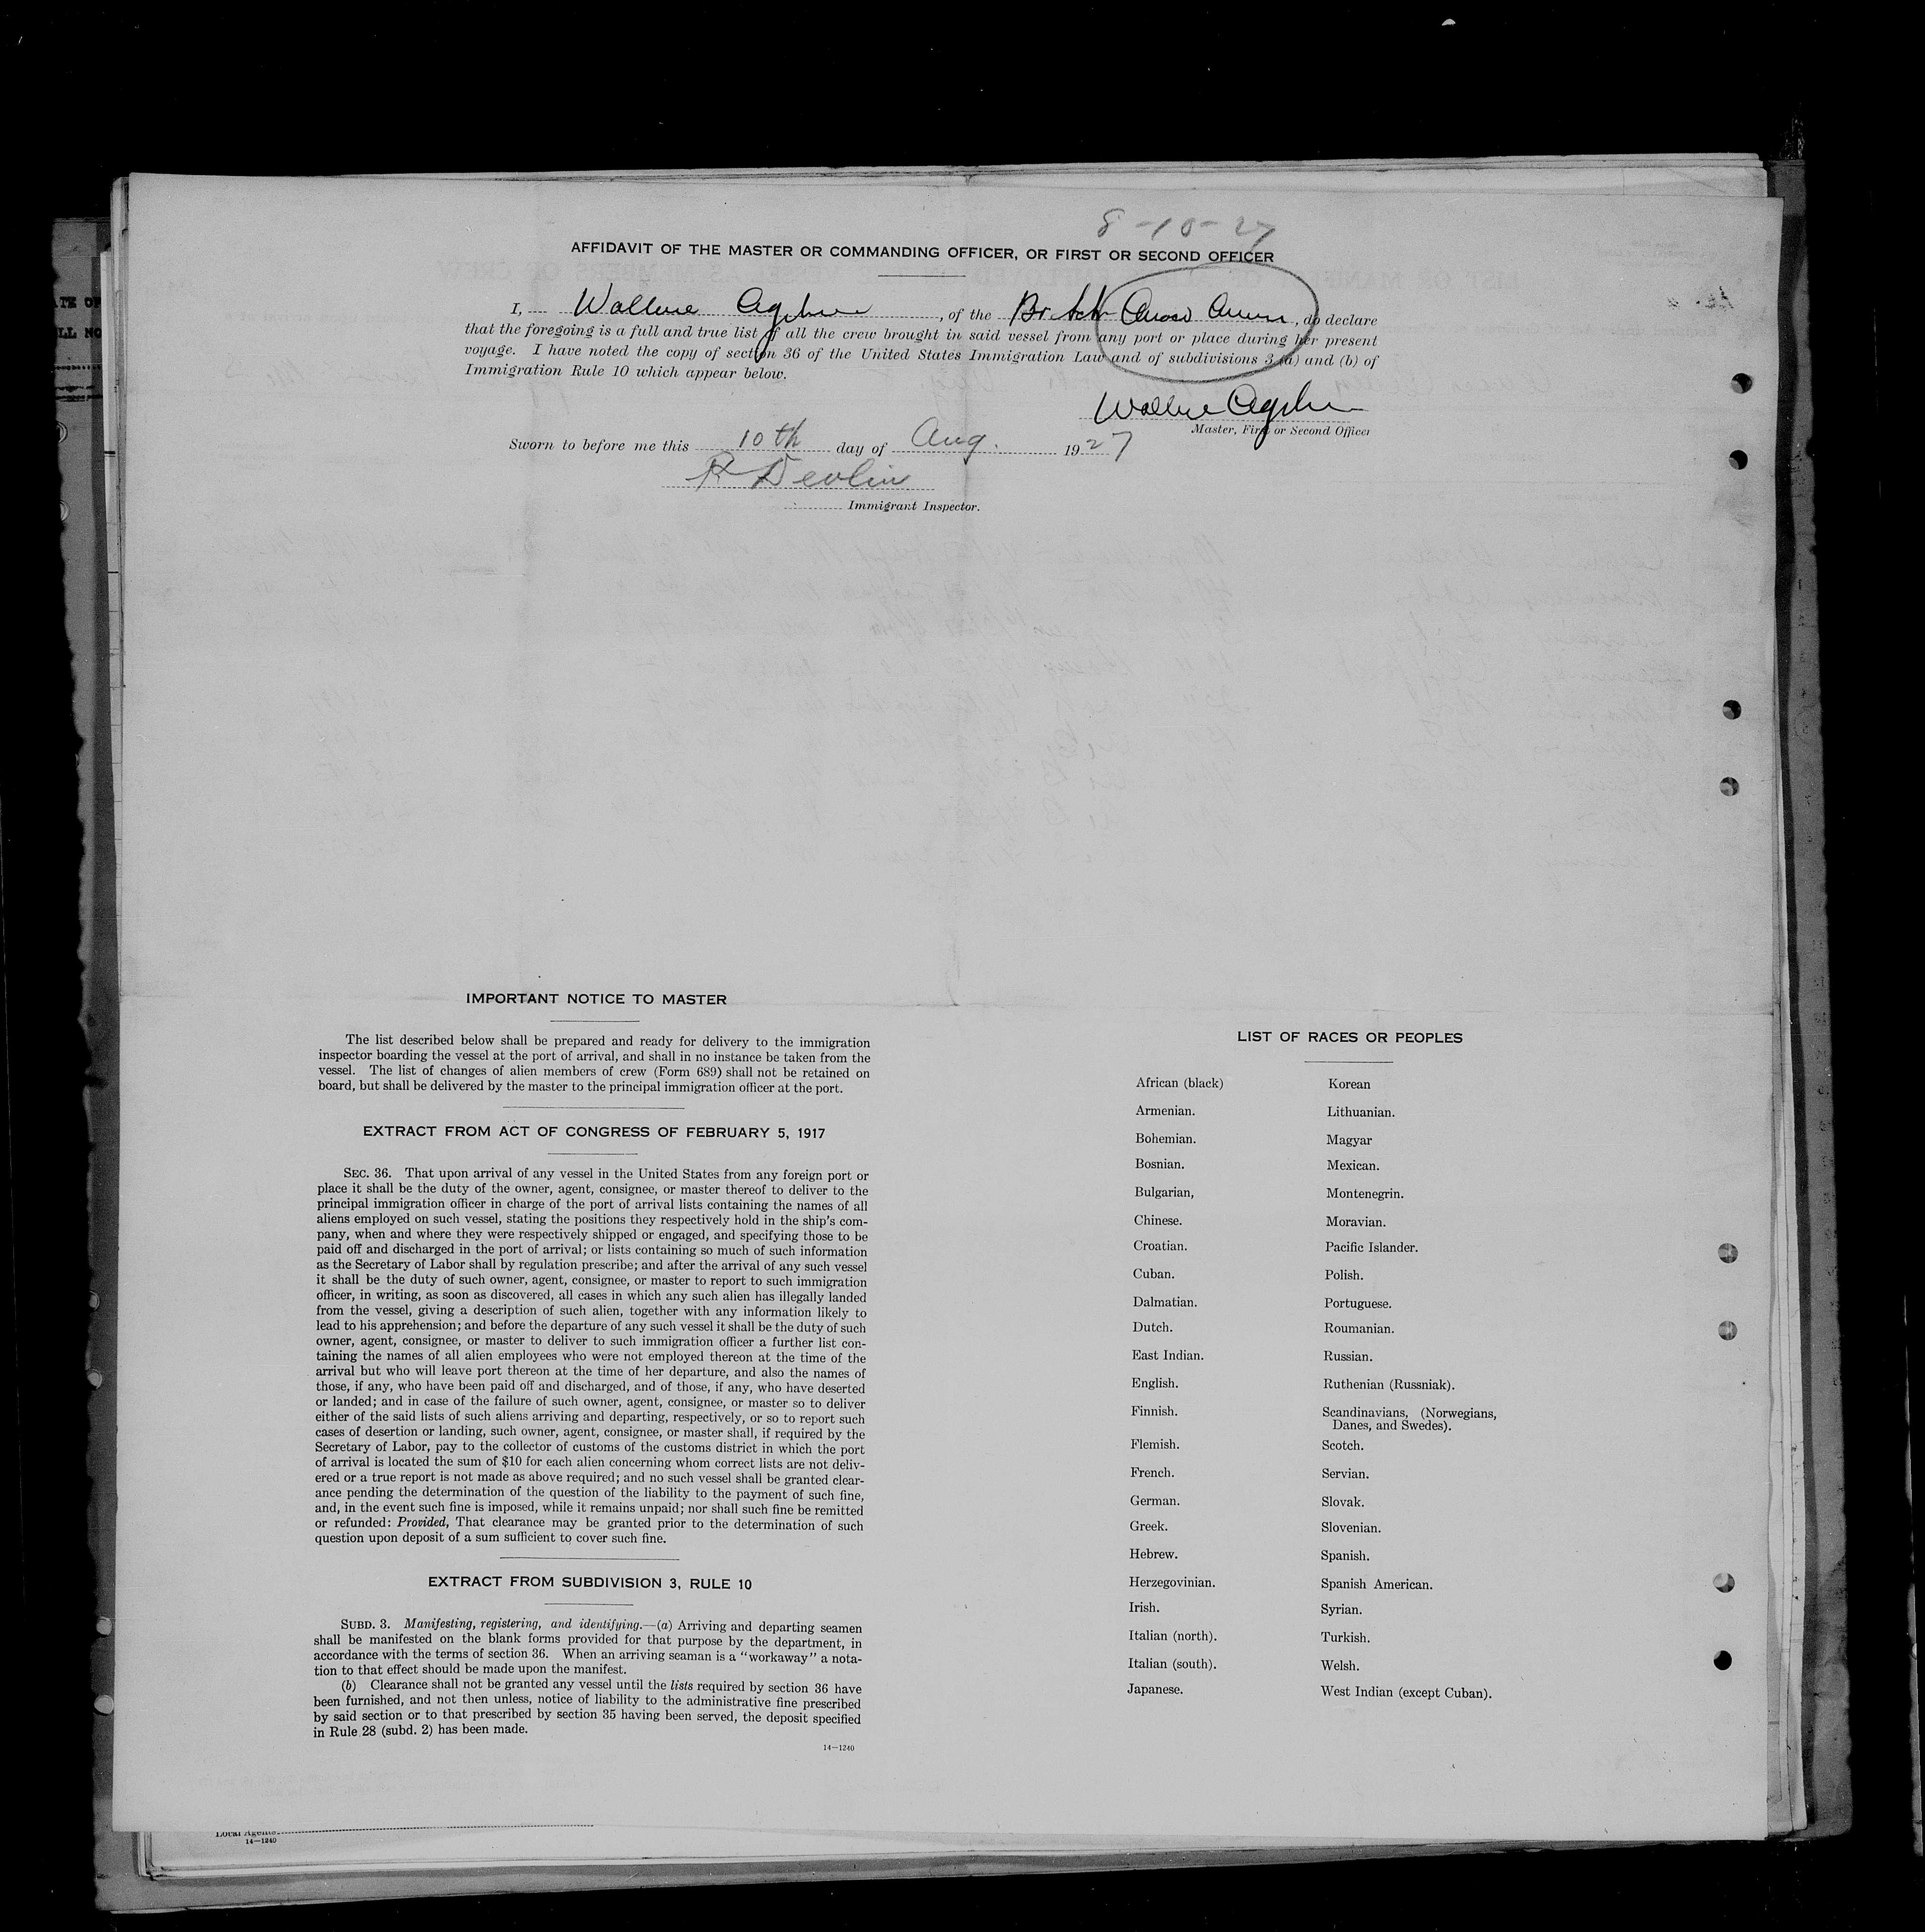 8-10-27
AFFIDAVIT OF THE MASTER OR COMMANDING OFFICER, OR FIRST OR SECOND OFFICER
I, Wallace , of the Br Sch , do declare
that the foregoing is a full and true list of all the crew brought in said vessel from any port or place during her present
voyage. I have noted the copy of section 36 of the United States Immigration Law and of subdivisions 3 (a) and (b) of
Immigration Rule 10 which appear below.
Wallace
Master, First or Second Officer
Sworn to before me this 10th day of Aug. 1927
R Devlin
Immigrant Inspector.
IMPORTANT NOTICE TO MASTER
The list described below shall be prepared and ready for delivery to the immigration
inspector boarding the vessel at the port of arrival, and shall in no instance be taken from the
vessel. The list of changes of alien members of crew (Form 689) shall not be retained on
board, but shall be delivered by the master to the principal immigration officer at the port.
EXTRACT FROM ACT OF CONGRESS OF FEBRUARY 5, 1917
SEC. 36. That upon arrival of any vessel in the United States from any foreign port or
place it shall be the duty of the owner, agent, consignee, or master thereof to deliver to the
principal immigration officer in charge of the port of arrival lists containing the names of all
aliens employed on such vessel, stating the positions they respectively hold in the ship's com-
pany, when and where they were respectively shipped or engaged, and specifying those to be
paid off and discharged in the port of arrival; or lists containing so much of such information
as the Secretary of Labor shall by regulation prescribe; and after the arrival of any such vessel
it shall be the duty of such owner, agent, consignee, or master to report to such immigration
officer, in writing, as soon as discovered, all cases in which any such alien has illegally landed
from the vessel, giving a description of such alien, together with any information likely to
lead to his apprehension; and before the departure of any such vessel it shall be the duty of such
owner, agent, consignee, or master to deliver to such immigration officer a further list con-
taining the names of all alien employees who were not employed thereon at the time of the
arrival but who will leave port thereon at the time of her departure, and also the names of
those, if any, who have been paid off and discharged, and of those, if any, who have deserted
or landed; and in case of the failure of such owner, agent, consignee, or master so to deliver
either of the said lists of such aliens arriving and departing, respectively, or so to report such
cases of desertion or landing, such owner, agent, consignee, or master shall, if required by the
Secretary of Labor, pay to the collector of customs of the customs district in which the port
of arrival is located the sum of $10 for each alien concerning whom correct lists are not deliv-
ered or a true report is not made as above required; and no such vessel shall be granted clear-
ance pending the determination of the question of the liability to the payment of such fine,
and, in the event such fine is imposed, while it remains unpaid; nor shall such fine be remitted
or refunded: Provided, That clearance may be granted prior to the determination of such
question upon deposit of a sum sufficient to cover such fine.
EXTRACT FROM SUBDIVISION 3, RULE 10
SUBD. 3. Manifesting, registering, and identifying.—(a) Arriving and departing seamen
shall be manifested on the blank forms provided for that purpose by the department, in
accordance with the terms of section 36. When an arriving seaman is a "workaway" a nota-
tion to that effect should be made upon the manifest.
(b) Clearance shall not be granted any vessel until the lists required by section 36 have
been furnished, and not then unless, notice of liability to the administrative fine prescribed
by said section or to that prescribed by section 35 having been served, the deposit specified
in Rule 28 (subd. 2) has been made.
14—1240
LIST OF RACES OR PEOPLES
African (black) Korean
Armenian. Lithuanian.
Bohemian. Magyar
Bosnian. Mexican.
Bulgarian, Montenegrin.
Chinese. Moravian.
Croatian. Pacific Islander.
Cuban. Polish.
Dalmatian. Portuguese.
Dutch. Roumanian.
East Indian. Russian.
English. Ruthenian (Russniak).
Finnish. Scandinavians, (Norwegians,
Danes, and Swedes).
Flemish. Scotch.
French. Servian.
German. Slovak.
Greek. Slovenian.
Hebrew. Spanish.
Herzegovinian. Spanish American.
Irish. Syrian.
Italian (north). Turkish.
Italian (south). Welsh.
Japanese. West Indian (except Cuban).
Local Agents
14—1240